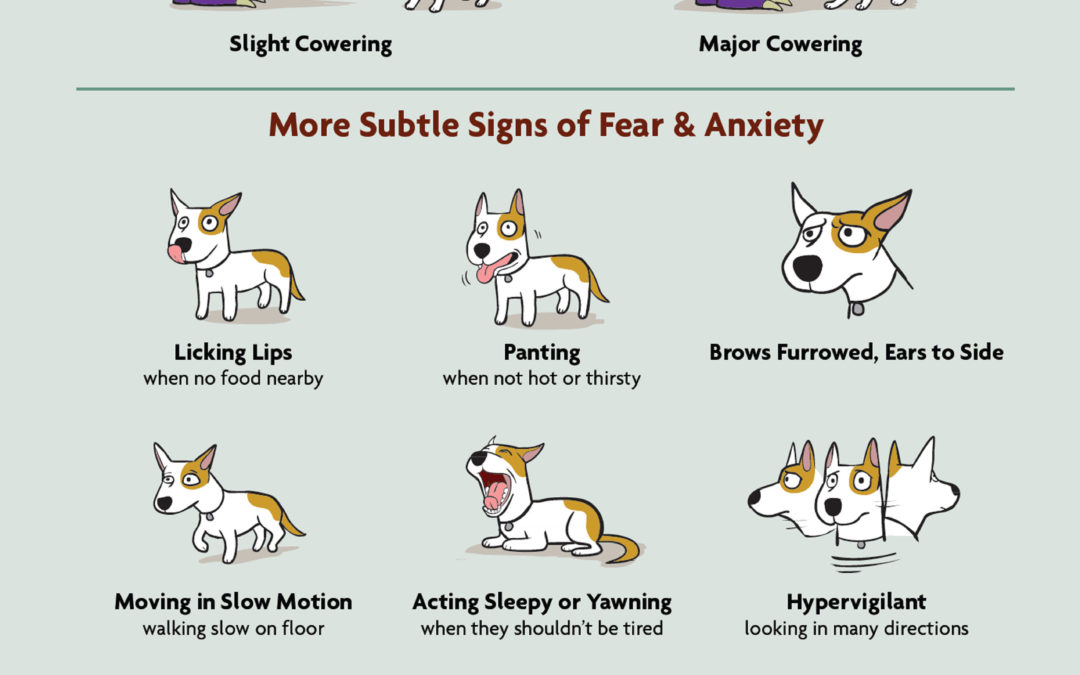 Slight Cowering
Major Cowering
More Subtle Signs of Fear & Anxiety
Licking Lips
when no food nearby
Panting
when not hot or thirsty
Brows Furrowed, Ears to Side
Moving in Slow Motion
walking slow on floor
Acting Sleepy or Yawning
when they shouldn’t be tired
Hypervigilant
looking in many directions